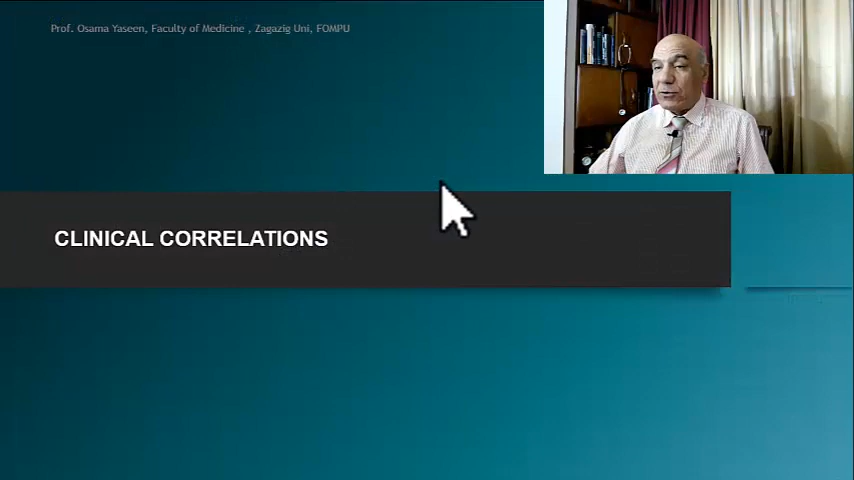 Prof. Osama Yaseen, Faculty of Medicine , Zagazig Uni, FOMPU
CLINICAL CORRELATIONS